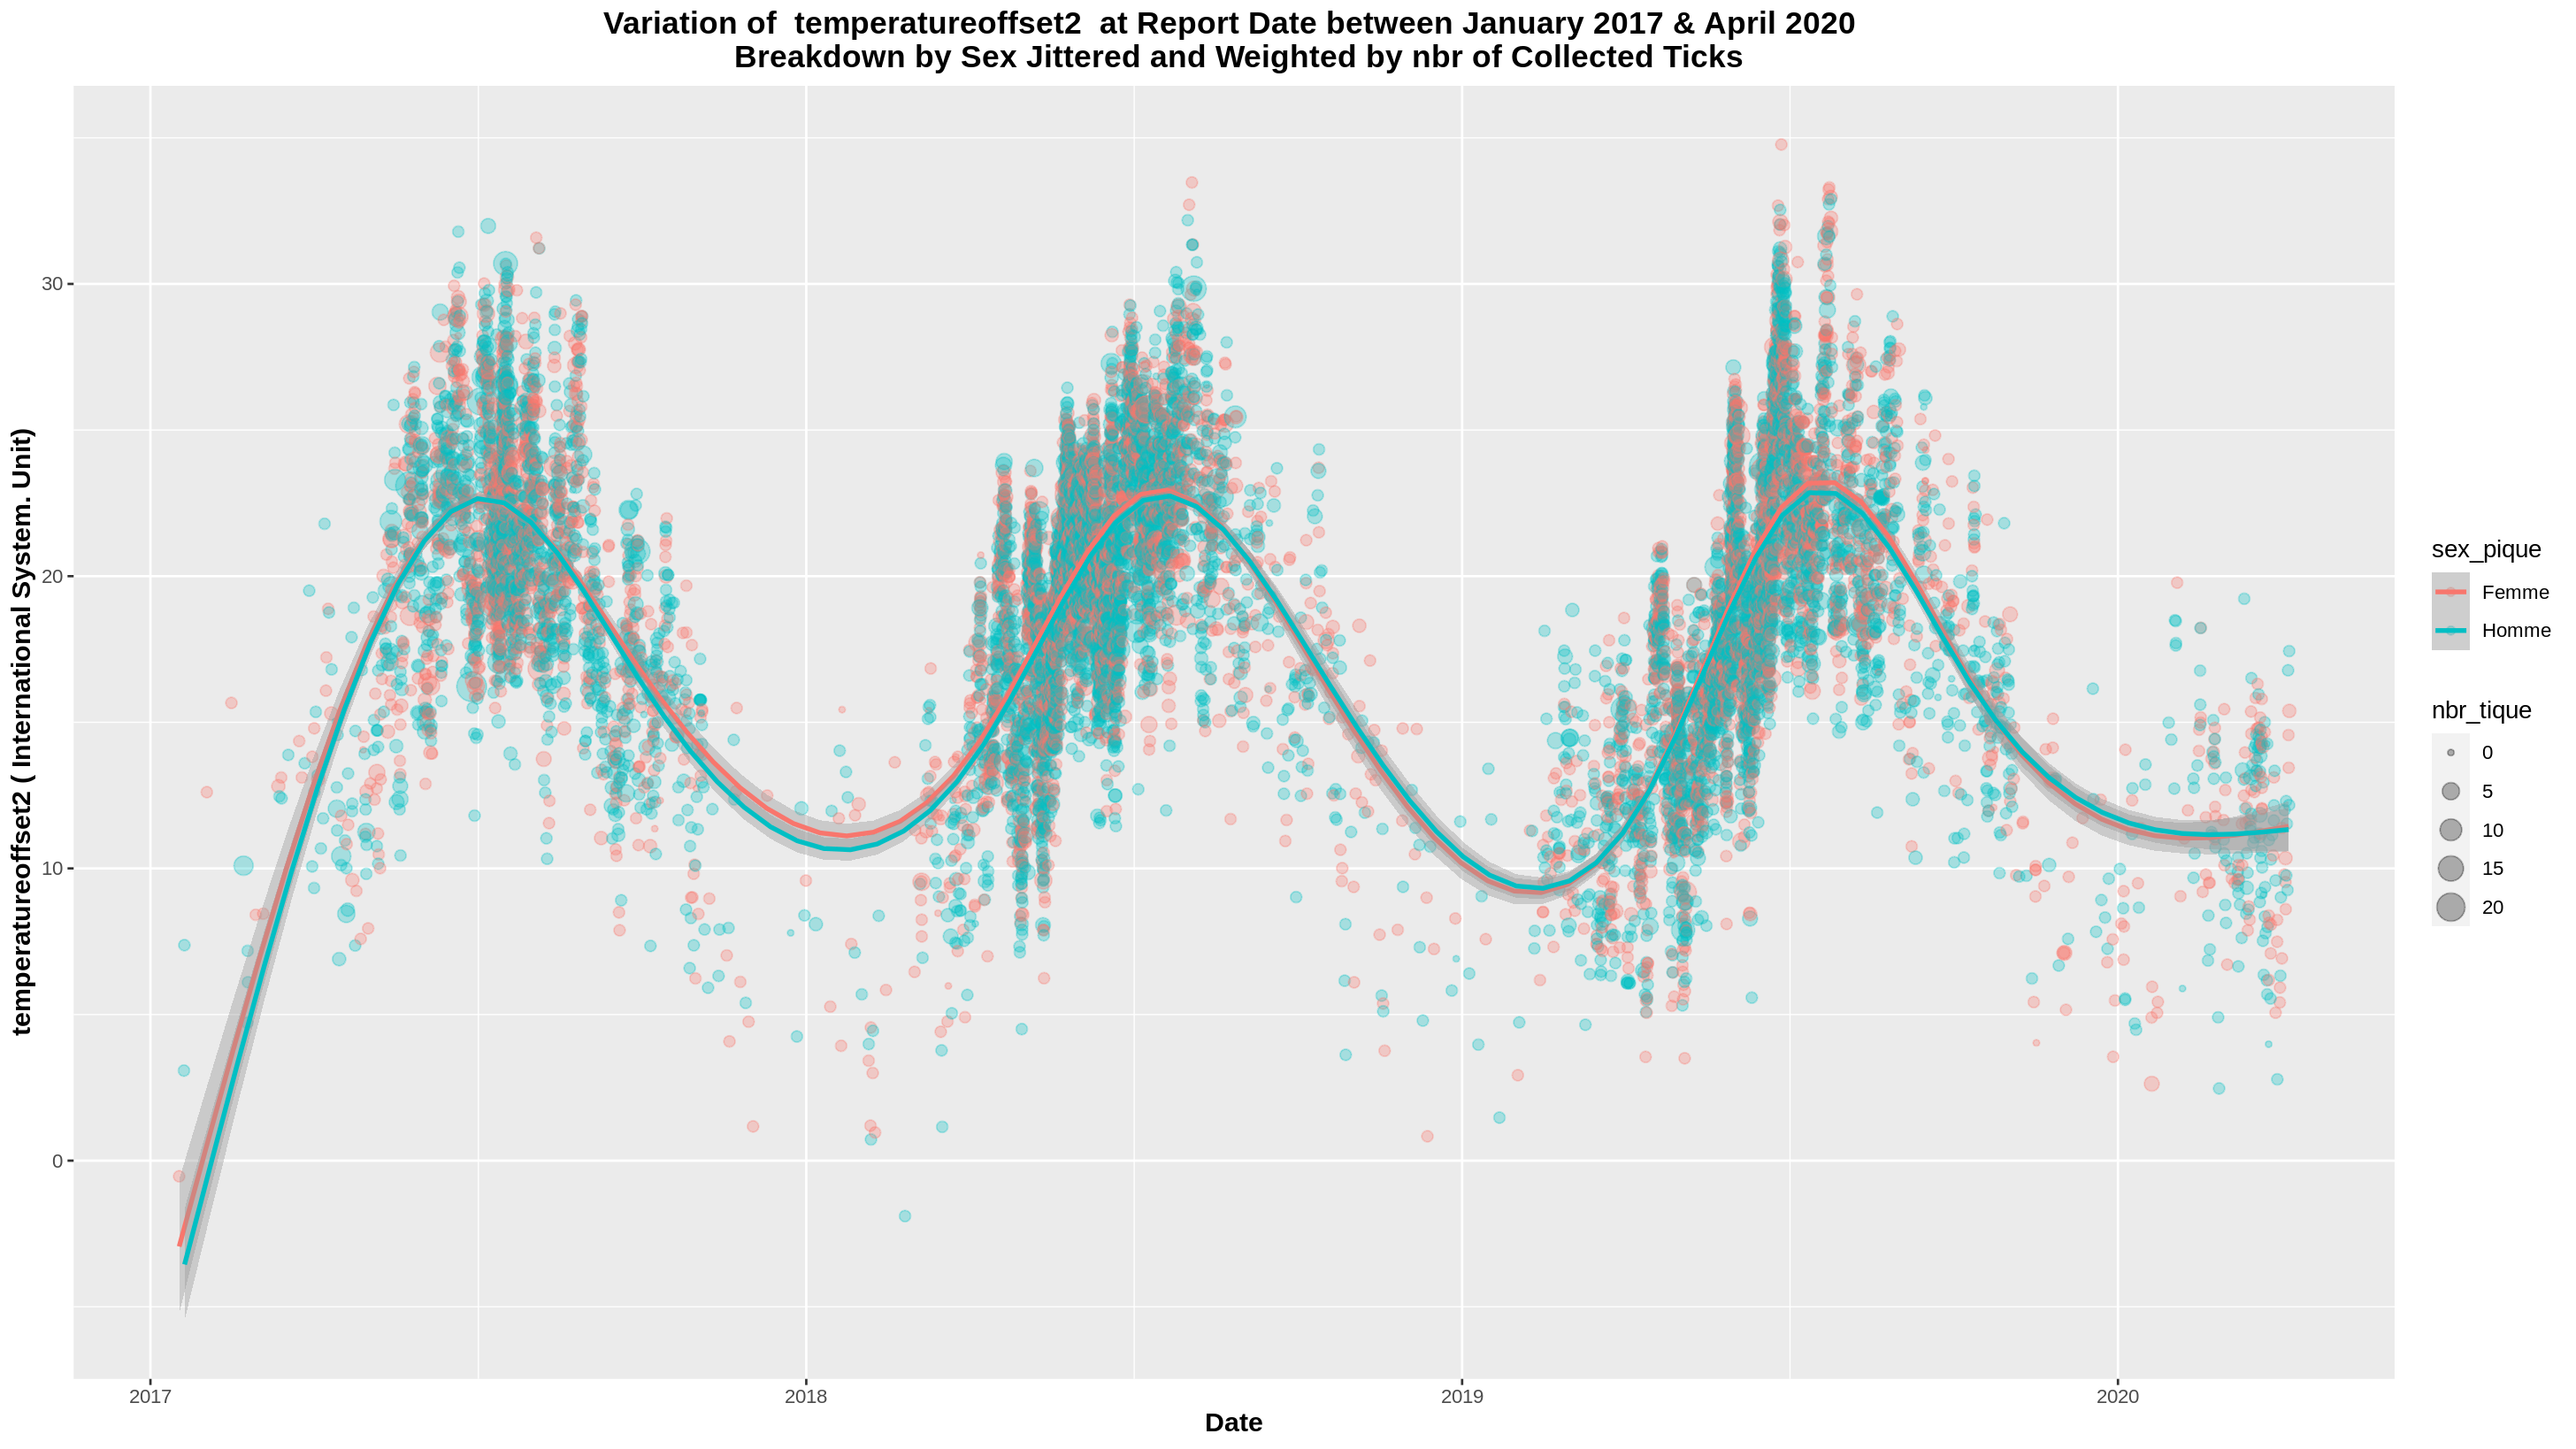 Variation of  temperatureoffset2  at Report Date between January 2017 & April 2020
Breakdown by Sex Jittered and Weighted by nbr of Collected Ticks
temperatureoffset2 ( International System. Unit)
30
20
10
0
2017
2018
2019
2020
Date
sex_pique
Femme
Homme
nbr_tique
0
5
10
15
20